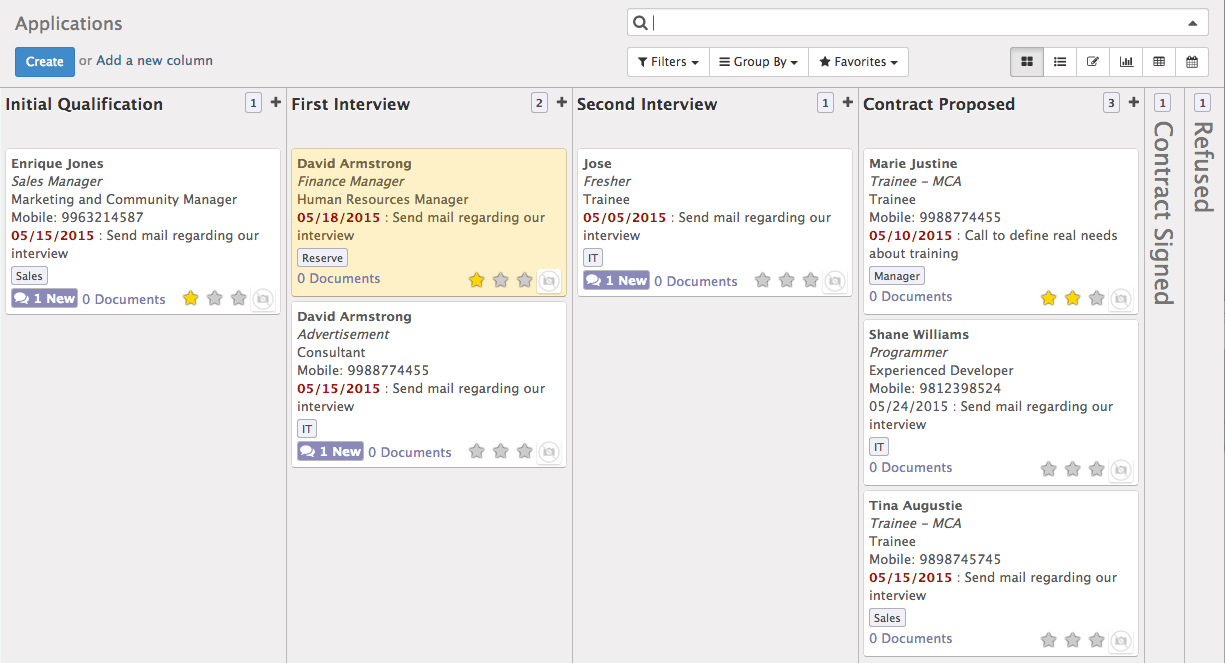 Applications
Create or Add a new column
Filters Group By Favorites
Initial Qualification 1 +
Enrique Jones
Sales Manager
Marketing and Community Manager
Mobile: 9963214587
05/15/2015 : Send mail regarding our
interview
Sales
1 New 0 Documents
First Interview 2 +
David Armstrong
Finance Manager
Human Resources Manager
05/18/2015 : Send mail regarding our
interview
Reserve
0 Documents
David Armstrong
Advertisement
Consultant
Mobile: 9988774455
05/15/2015 : Send mail regarding our
interview
IT
1 New 0 Documents
Second Interview 1 +
Jose
Fresher
Trainee
05/05/2015 : Send mail regarding our
interview
IT
1 New 0 Documents
Contract Proposed 3 +
Marie Justine
Trainee – MCA
Trainee
Mobile: 9988774455
05/10/2015 : Call to define real needs
about training
Manager
0 Documents
Shane Williams
Programmer
Experienced Developer
Mobile: 9812398524
05/24/2015 : Send mail regarding our
interview
IT
0 Documents
Tina Augustie
Trainee – MCA
Trainee
Mobile: 9898745745
05/15/2015 : Send mail regarding our
interview
Sales
0 Documents
1
Contract Signed
1
Refused